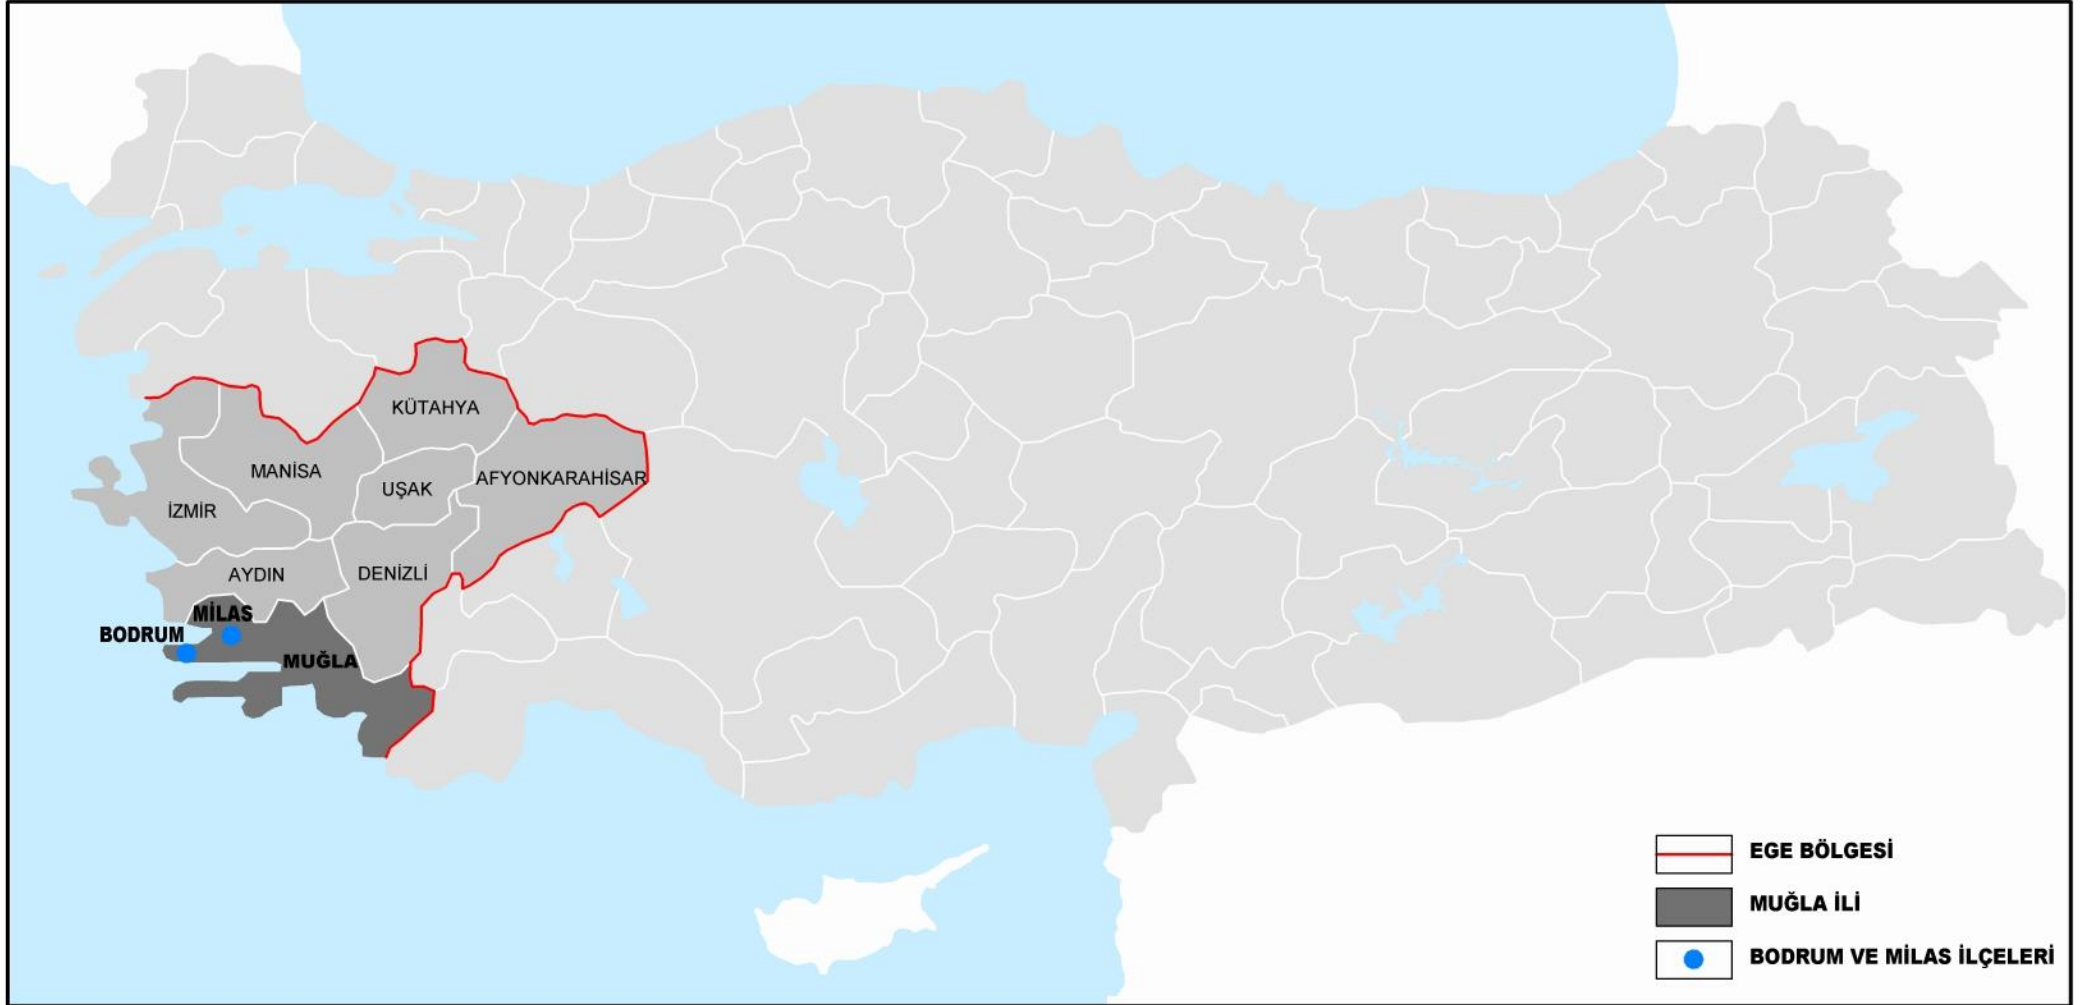 KÜTAHYA
MANİSA
UŞAK
AFYONKARAHİSAR
İZMİR
AYDIN
DENİZLİ
MİLAS
BODRUM
MUĞLA
EGE BÖLGESİ
MUĞLA İLİ
BODRUM VE MİLAS İLÇELERİ